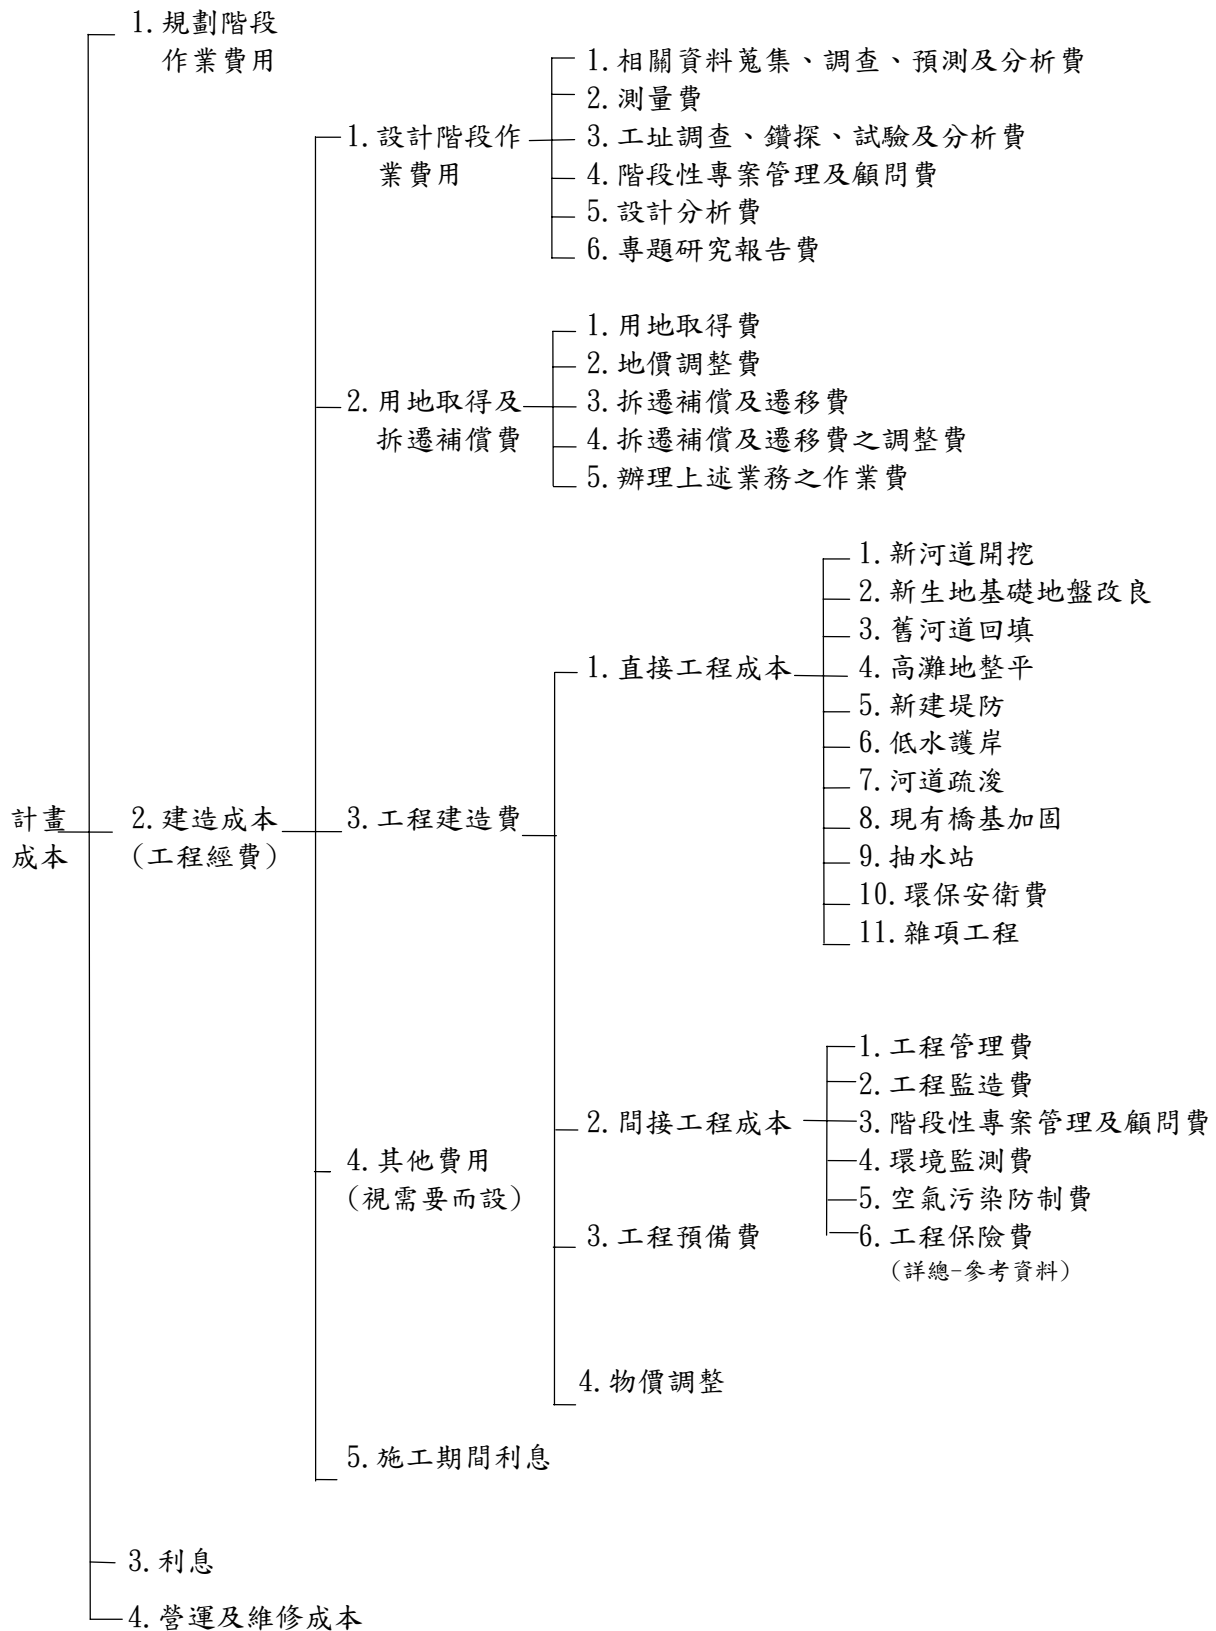 1.規劃階段
作業費用
1.相關資料蒐集、調查、預測及分析費
2.測量費
1.設計階段作
業費用
3.工址調查、鑽探、試驗及分析費
4.階段性專案管理及顧問費
5.設計分析費
6.專題研究報告費
1.用地取得費
2.地價調整費
2.用地取得及
拆遷補償費
3.拆遷補償及遷移費
4.拆遷補償及遷移費之調整費
5.辦理上述業務之作業費
1.新河道開挖
2.新生地基礎地盤改良
3.舊河道回填
1.直接工程成本
4.高灘地整平
5.新建堤防
6.低水護岸
7.河道疏浚
計畫
成本
2.建造成本
(工程經費)
3.工程建造費
8.現有橋基加固
9.抽水站
10.環保安衛費
11.雜項工程
1.工程管理費
2.工程監造費
2.間接工程成本
3.階段性專案管理及顧問費
4.其他費用
(視需要而設)
4.環境監測費
5.空氣污染防制費
3.工程預備費
6.工程保險費
(詳總-參考資料)
4.物價調整
5.施工期間利息
3.利息
4.營運及維修成本